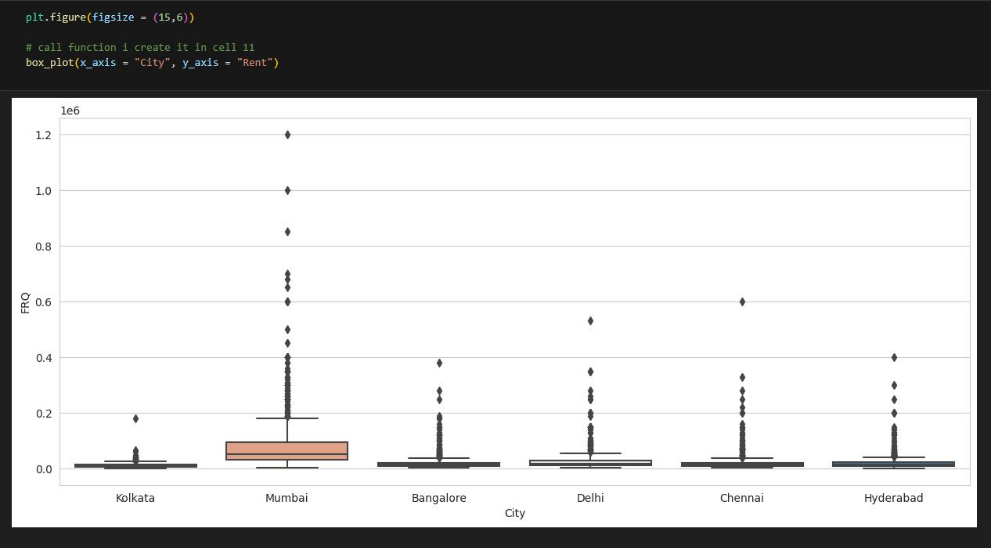 plt.figure(figsize = (15,6))
# call function i create it in cell 11
box_plot(x_axis = "City", y_axis = "Rent")
1e6
1.2
1.0
0.8
0.6
0.4
0.2
0.0
FRQ
Kolkata Mumbai Bangalore Delhi Chennai Hyderabad
City